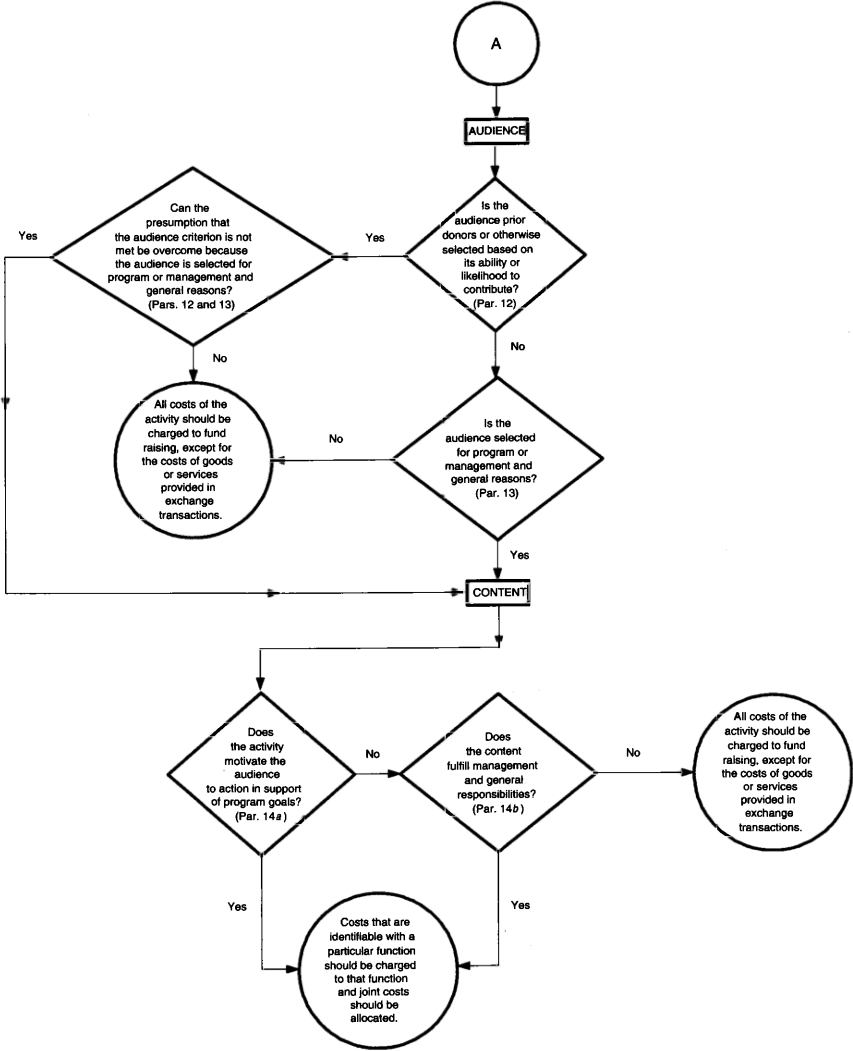 A
AUDIENCE
Is the
audience prior
donors or otherwise
selected based on
its ability or
likelihood to
contribute?
(Par. 12)
Yes
Can the
presumption that
the audience criterion is not
met be overcome because
the audience is selected for
program or management and
general reasons?
(Pars. 12 and 13)
Yes
No
No
All costs of the
activity should be
charged to fund
raising, except for
the costs of goods
or services
provided in
exchange
transactions.
No
Is the
audience selected
for program or
management and
general reasons?
(Par. 13)
Yes
CONTENT
Does
the activity
motivate the
audience
to action in support
of program goals?
(Par. 14a)
No
Does
the content
fulfill management
and general
responsibilities?
(Par. 14b)
No
All costs of the
activity should be
charged to fund
raising, except for
the costs of goods
or services
provided in
exchange
transactions.
Yes
Yes
Costs that are
identifiable with a
particular function
should be charged
to that function
and joint costs
should be
allocated.